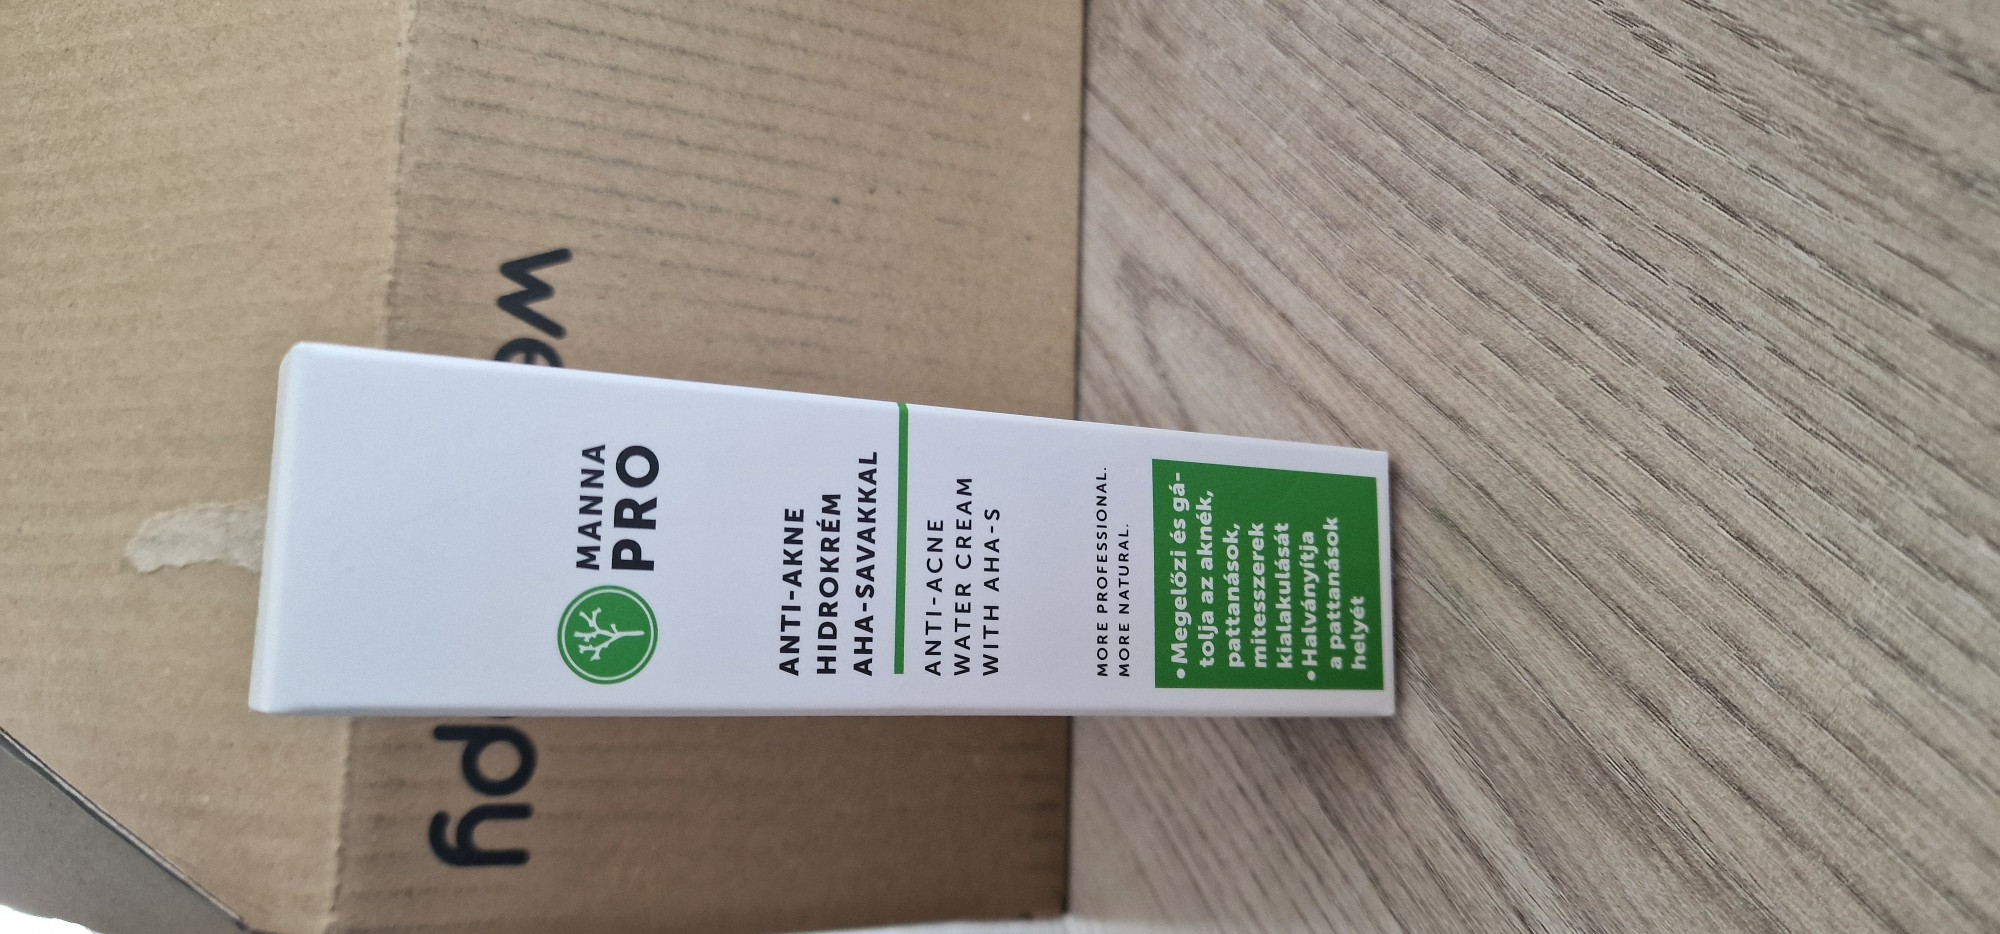 MANNA
PRO
ANTI-AKNE
HIDROKRÉM
AHA-SAVAKKAL
ANTI-ACNE
WATER CREAM
WITH AHA-S
MORE PROFESSIONAL.
MORE NATURAL.
• Megelőzi és gá-
tolja az aknék,
pattanások,
mitesszerek
kialakulását
• Halványítja
a pattanások
helyét